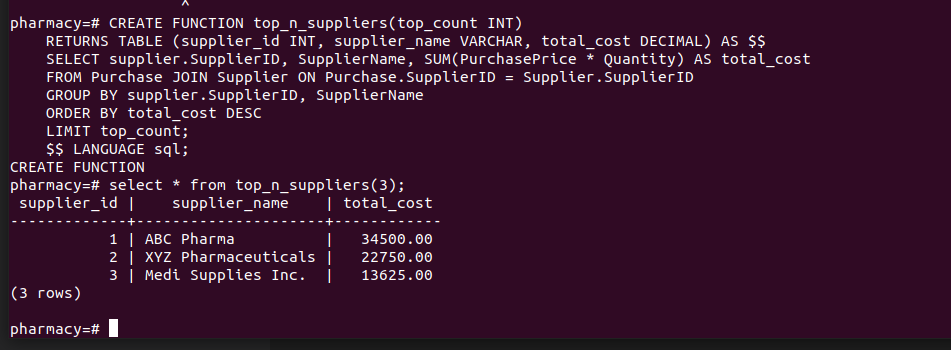 ^
pharmacy=# CREATE FUNCTION top_n_suppliers(top_count INT)
    RETURNS TABLE (supplier_id INT, supplier_name VARCHAR, total_cost DECIMAL) AS $$
    SELECT supplier.SupplierID, SupplierName, SUM(PurchasePrice * Quantity) AS total_cost
    FROM Purchase JOIN Supplier ON Purchase.SupplierID = Supplier.SupplierID
    GROUP BY supplier.SupplierID, SupplierName
    ORDER BY total_cost DESC
    LIMIT top_count;
    $$ LANGUAGE sql;
CREATE FUNCTION
pharmacy=# select * from top_n_suppliers(3);
 supplier_id |    supplier_name    | total_cost
-------------+---------------------+------------
           1 | ABC Pharma          |   34500.00
           2 | XYZ Pharmaceuticals |   22750.00
           3 | Medi Supplies Inc.  |   13625.00
(3 rows)
pharmacy=#